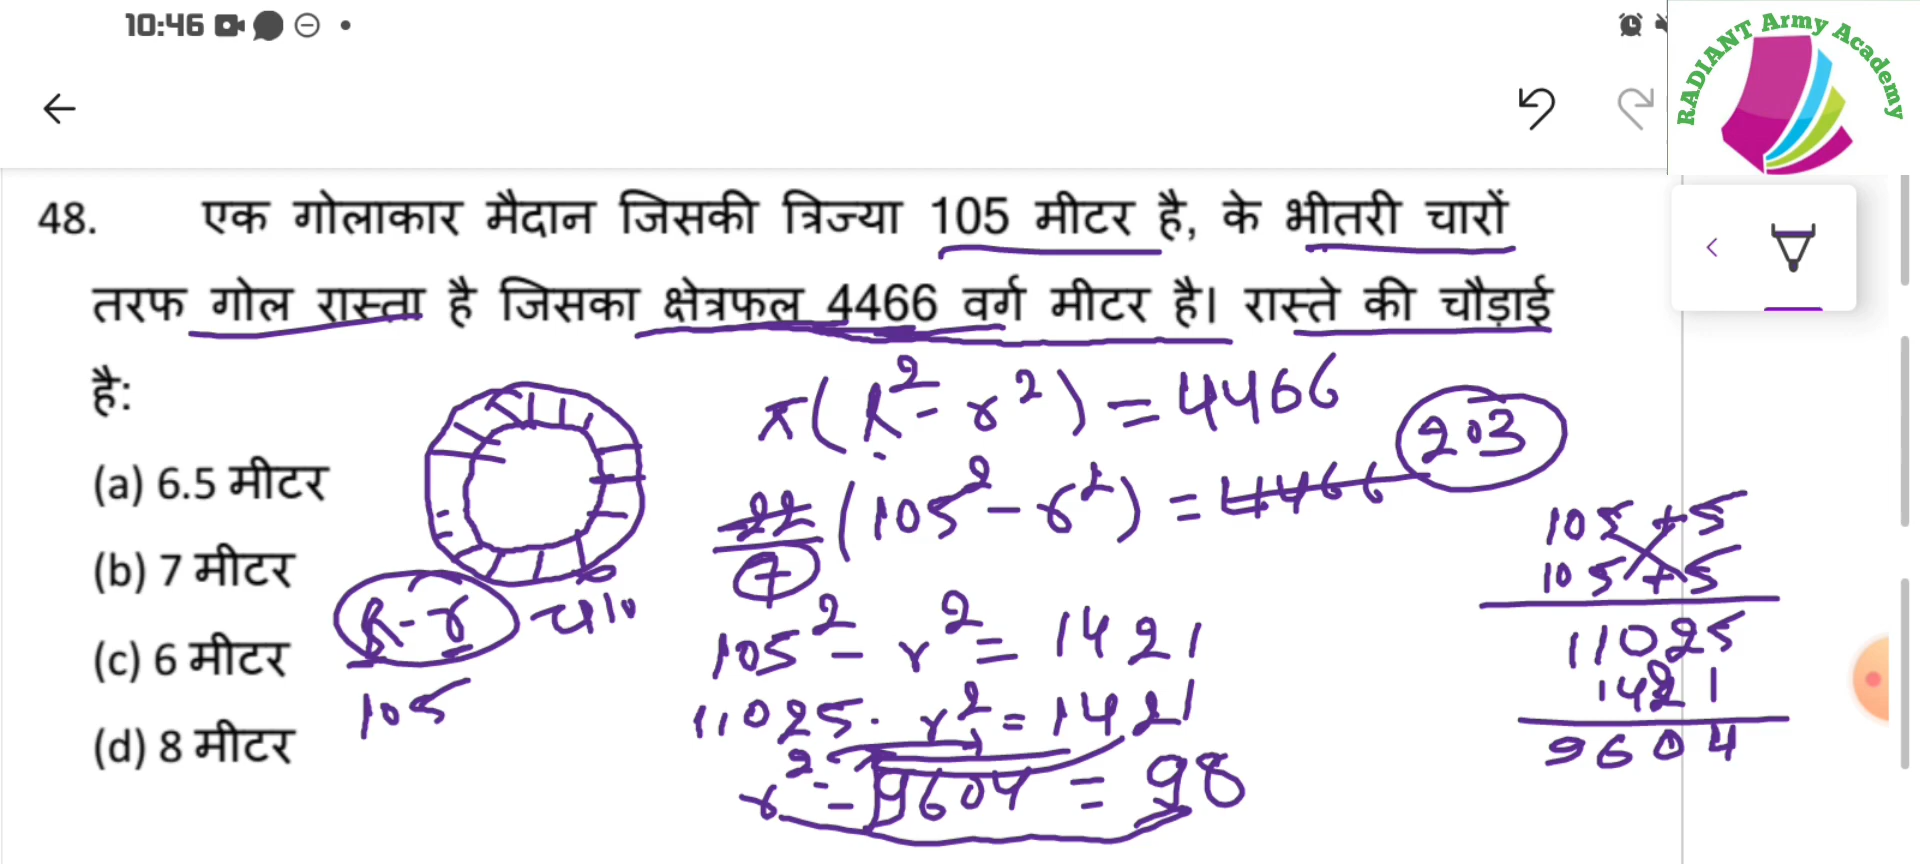 10:46
RADIANT Army Academy
48. एक गोलाकार मैदान जिसकी त्रिज्या 105 मीटर है, के भीतरी चारों
तरफ गोल रास्ता है जिसका क्षेत्रफल 4466 वर्ग मीटर है। रास्ते की चौड़ाई
है:
(a) 6.5 मीटर
(b) 7 मीटर
(c) 6 मीटर
(d) 8 मीटर
R-r
105
π(R²-r²)=4466
22/7(105²-r²)=4466
203
105²-r²=1421
11025-r²=1421
r²=√9604=98
105+5
105+5
11025
1421
9604